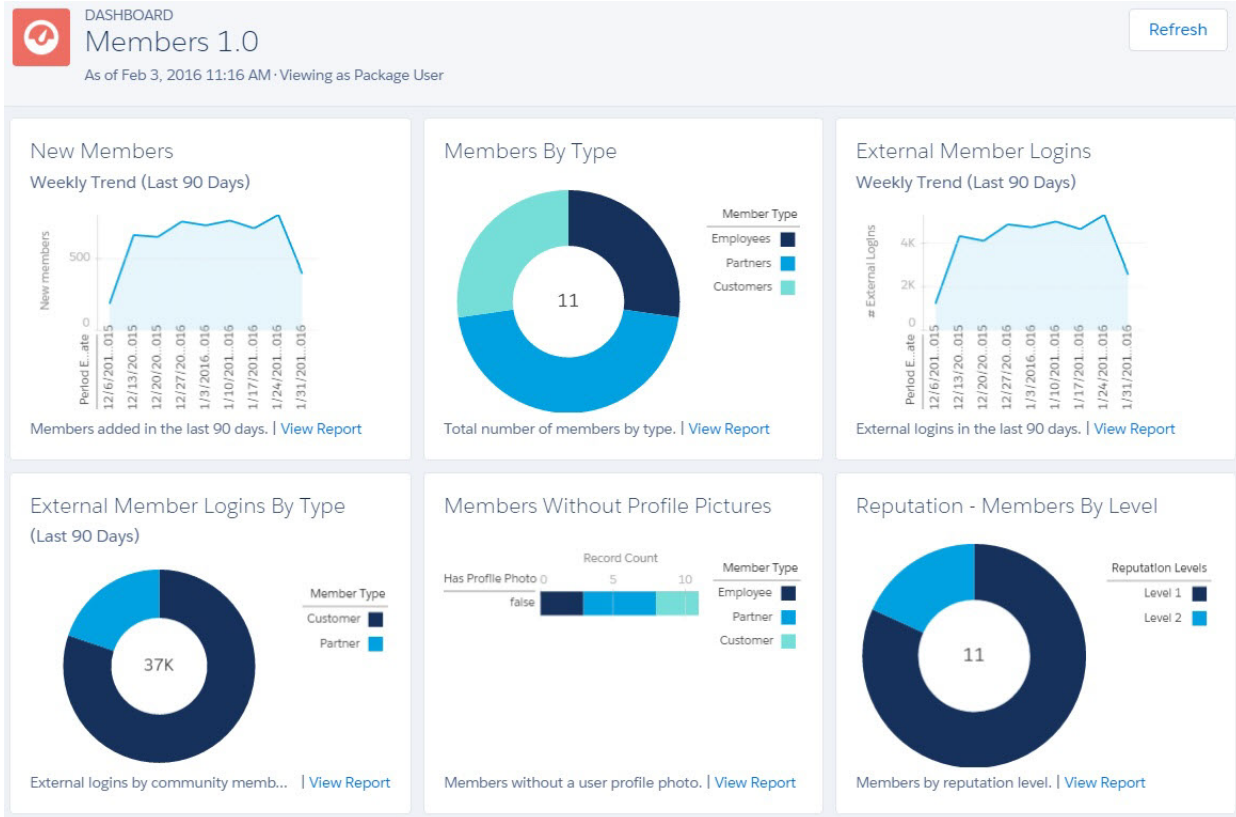 DASHBOARD
Members 1.0
As of Feb 3, 2016 11:16 AM · Viewing as Package User
Refresh
New Members
Weekly Trend (Last 90 Days)
New members
500
0
Period E...ate
12/6/201...015
12/13/20...015
12/20/20...015
12/27/20...016
1/3/2016...016
1/10/201...016
1/17/201...016
1/24/201...016
1/31/201...016
Members added in the last 90 days. | View Report
Members By Type
11
Member Type
Employees
Partners
Customers
Total number of members by type. | View Report
External Member Logins
Weekly Trend (Last 90 Days)
# External Logins
4K
2K
0
Period E...ate
12/6/201...015
12/13/20...015
12/20/20...015
12/27/20...016
1/3/2016...016
1/10/201...016
1/17/201...016
1/24/201...016
1/31/201...016
External logins in the last 90 days. | View Report
External Member Logins By Type
(Last 90 Days)
37K
Member Type
Customer
Partner
External logins by community memb... | View Report
Members Without Profile Pictures
Record Count
Has Profile Photo 0 5 10
false
Member Type
Employee
Partner
Customer
Members without a user profile photo. | View Report
Reputation - Members By Level
11
Reputation Levels
Level 1
Level 2
Members by reputation level. | View Report